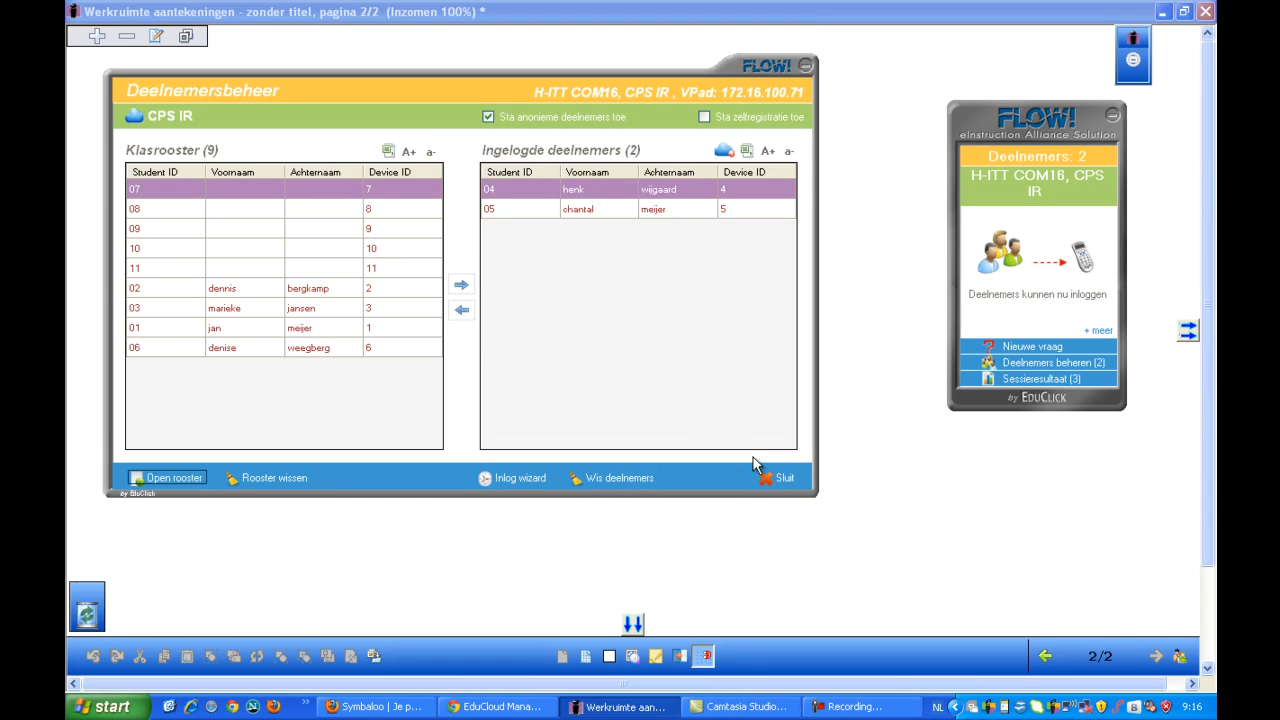 Werkruimte aantekeningen - zonder titel, pagina 2/2 (Inzomen 100%) *
FLOW!
Deelnemersbeheer
H-ITT COM16, CPS IR , VPad: 172.16.100.71
CPS IR
Sta anonieme deelnemers toe
Sta zelfregistratie toe
Klasrooster (9)
A+ a-
Ingelogde deelnemers (2)
A+ a-
Student ID Voornaam Achternaam Device ID
07 7
08 8
09 9
10 10
11 11
02 dennis bergkamp 2
03 marieke jansen 3
01 jan meijer 1
06 denise weegberg 6
Student ID Voornaam Achternaam Device ID
04 henk wijgaard 4
05 chantal meijer 5
Open rooster
Rooster wissen
Inlog wizard
Wis deelnemers
Sluit
by EduClick
FLOW!
eInstruction Alliance Solution
Deelnemers: 2
H-ITT COM16, CPS
IR
Deelnemers kunnen nu inloggen
+ meer
Nieuwe vraag
Deelnemers beheren (2)
Sessieresultaat (3)
by EDUCLICK
2/2
start
Symbaloo | Je p...
EduCloud Mana...
Werkruimte aan...
Camtasia Studio...
Recording...
NL
9:16